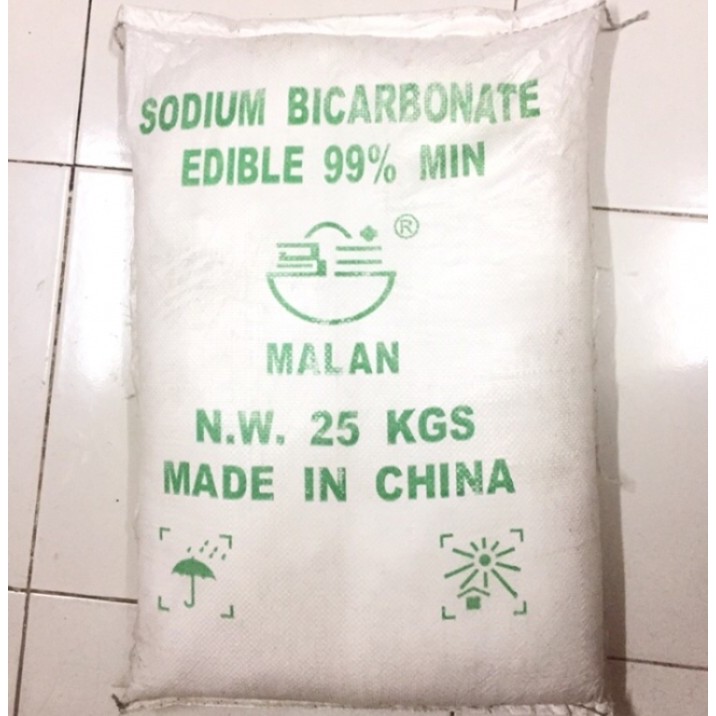 SODIUM BICARBONATE
EDIBLE 99% MIN
®
MALAN
N.W. 25 KGS
MADE IN CHINA